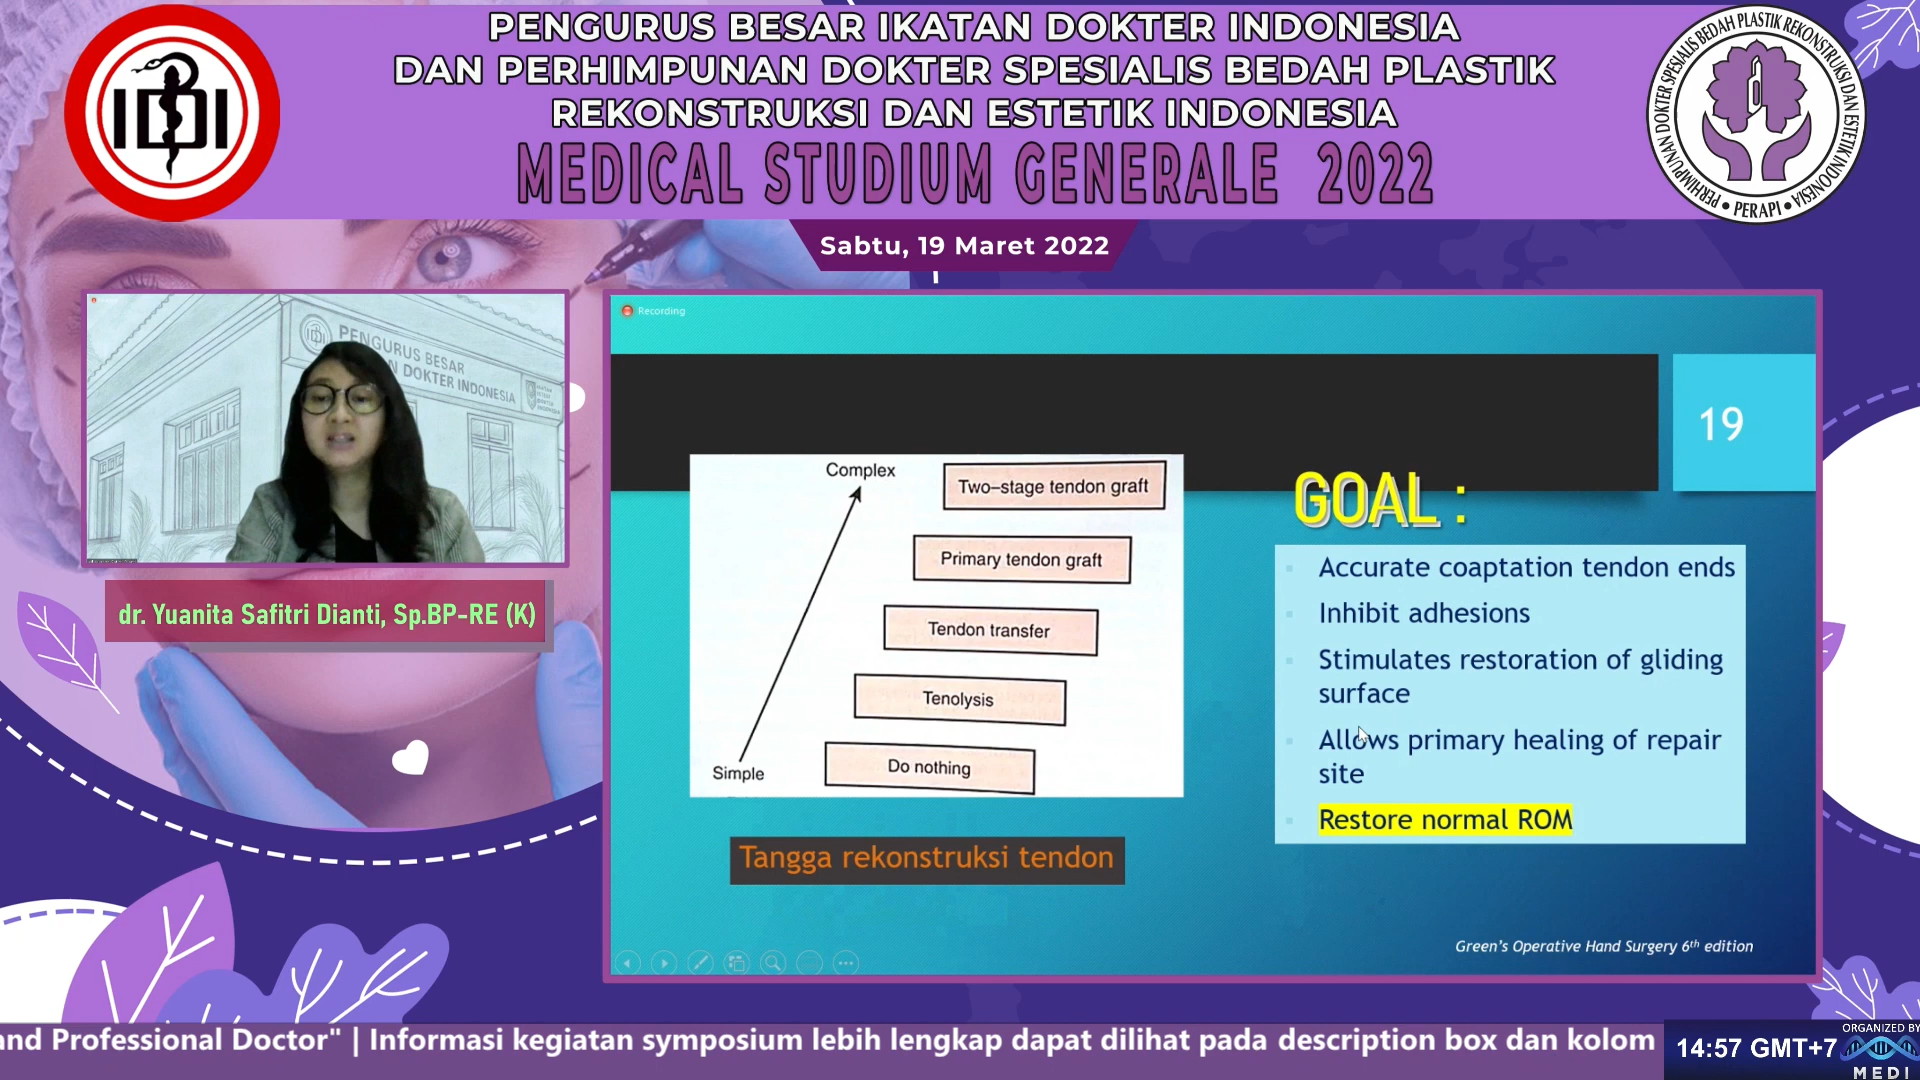 PENGURUS BESAR IKATAN DOKTER INDONESIA
DAN PERHIMPUNAN DOKTER SPESIALIS BEDAH PLASTIK
REKONSTRUKSI DAN ESTETIK INDONESIA
MEDICAL STUDIUM GENERALE 2022
IDI
PERHIMPUNAN DOKTER SPESIALIS BEDAH PLASTIK REKONSTRUKSI DAN ESTETIK INDONESIA
• PERAPI •
Sabtu, 19 Maret 2022
PENGURUS BESAR
DOKTER INDONESIA
dr. Yuanita Safitri Dianti, Sp.BP-RE (K)
Recording
19
Complex
Two-stage tendon graft
Primary tendon graft
Tendon transfer
Tenolysis
Do nothing
Simple
Tangga rekonstruksi tendon
GOAL :
Accurate coaptation tendon ends
Inhibit adhesions
Stimulates restoration of gliding
surface
Allows primary healing of repair
site
Restore normal ROM
Green's Operative Hand Surgery 6th edition
and Professional Doctor" | Informasi kegiatan symposium lebih lengkap dapat dilihat pada description box dan kolom
14:57 GMT+7
ORGANIZED BY
MEDI